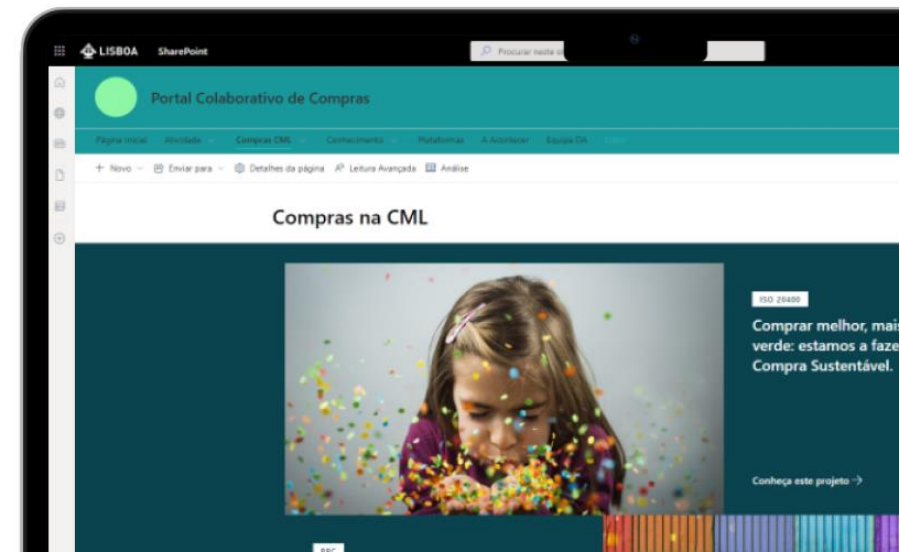 LISBOA SharePoint Procurar neste
Portal Colaborativo de Compras
Página Inicial Atividade Compras CML Conhecimento Plataformas A Acontecer Equipa DA
+ Novo Enviar para Detalhes da página Leitura Avançada Análise
Compras na CML
ISO 20400
Comprar melhor, mais
verde: estamos a faze
Compra Sustentável.
Conheça este projeto →